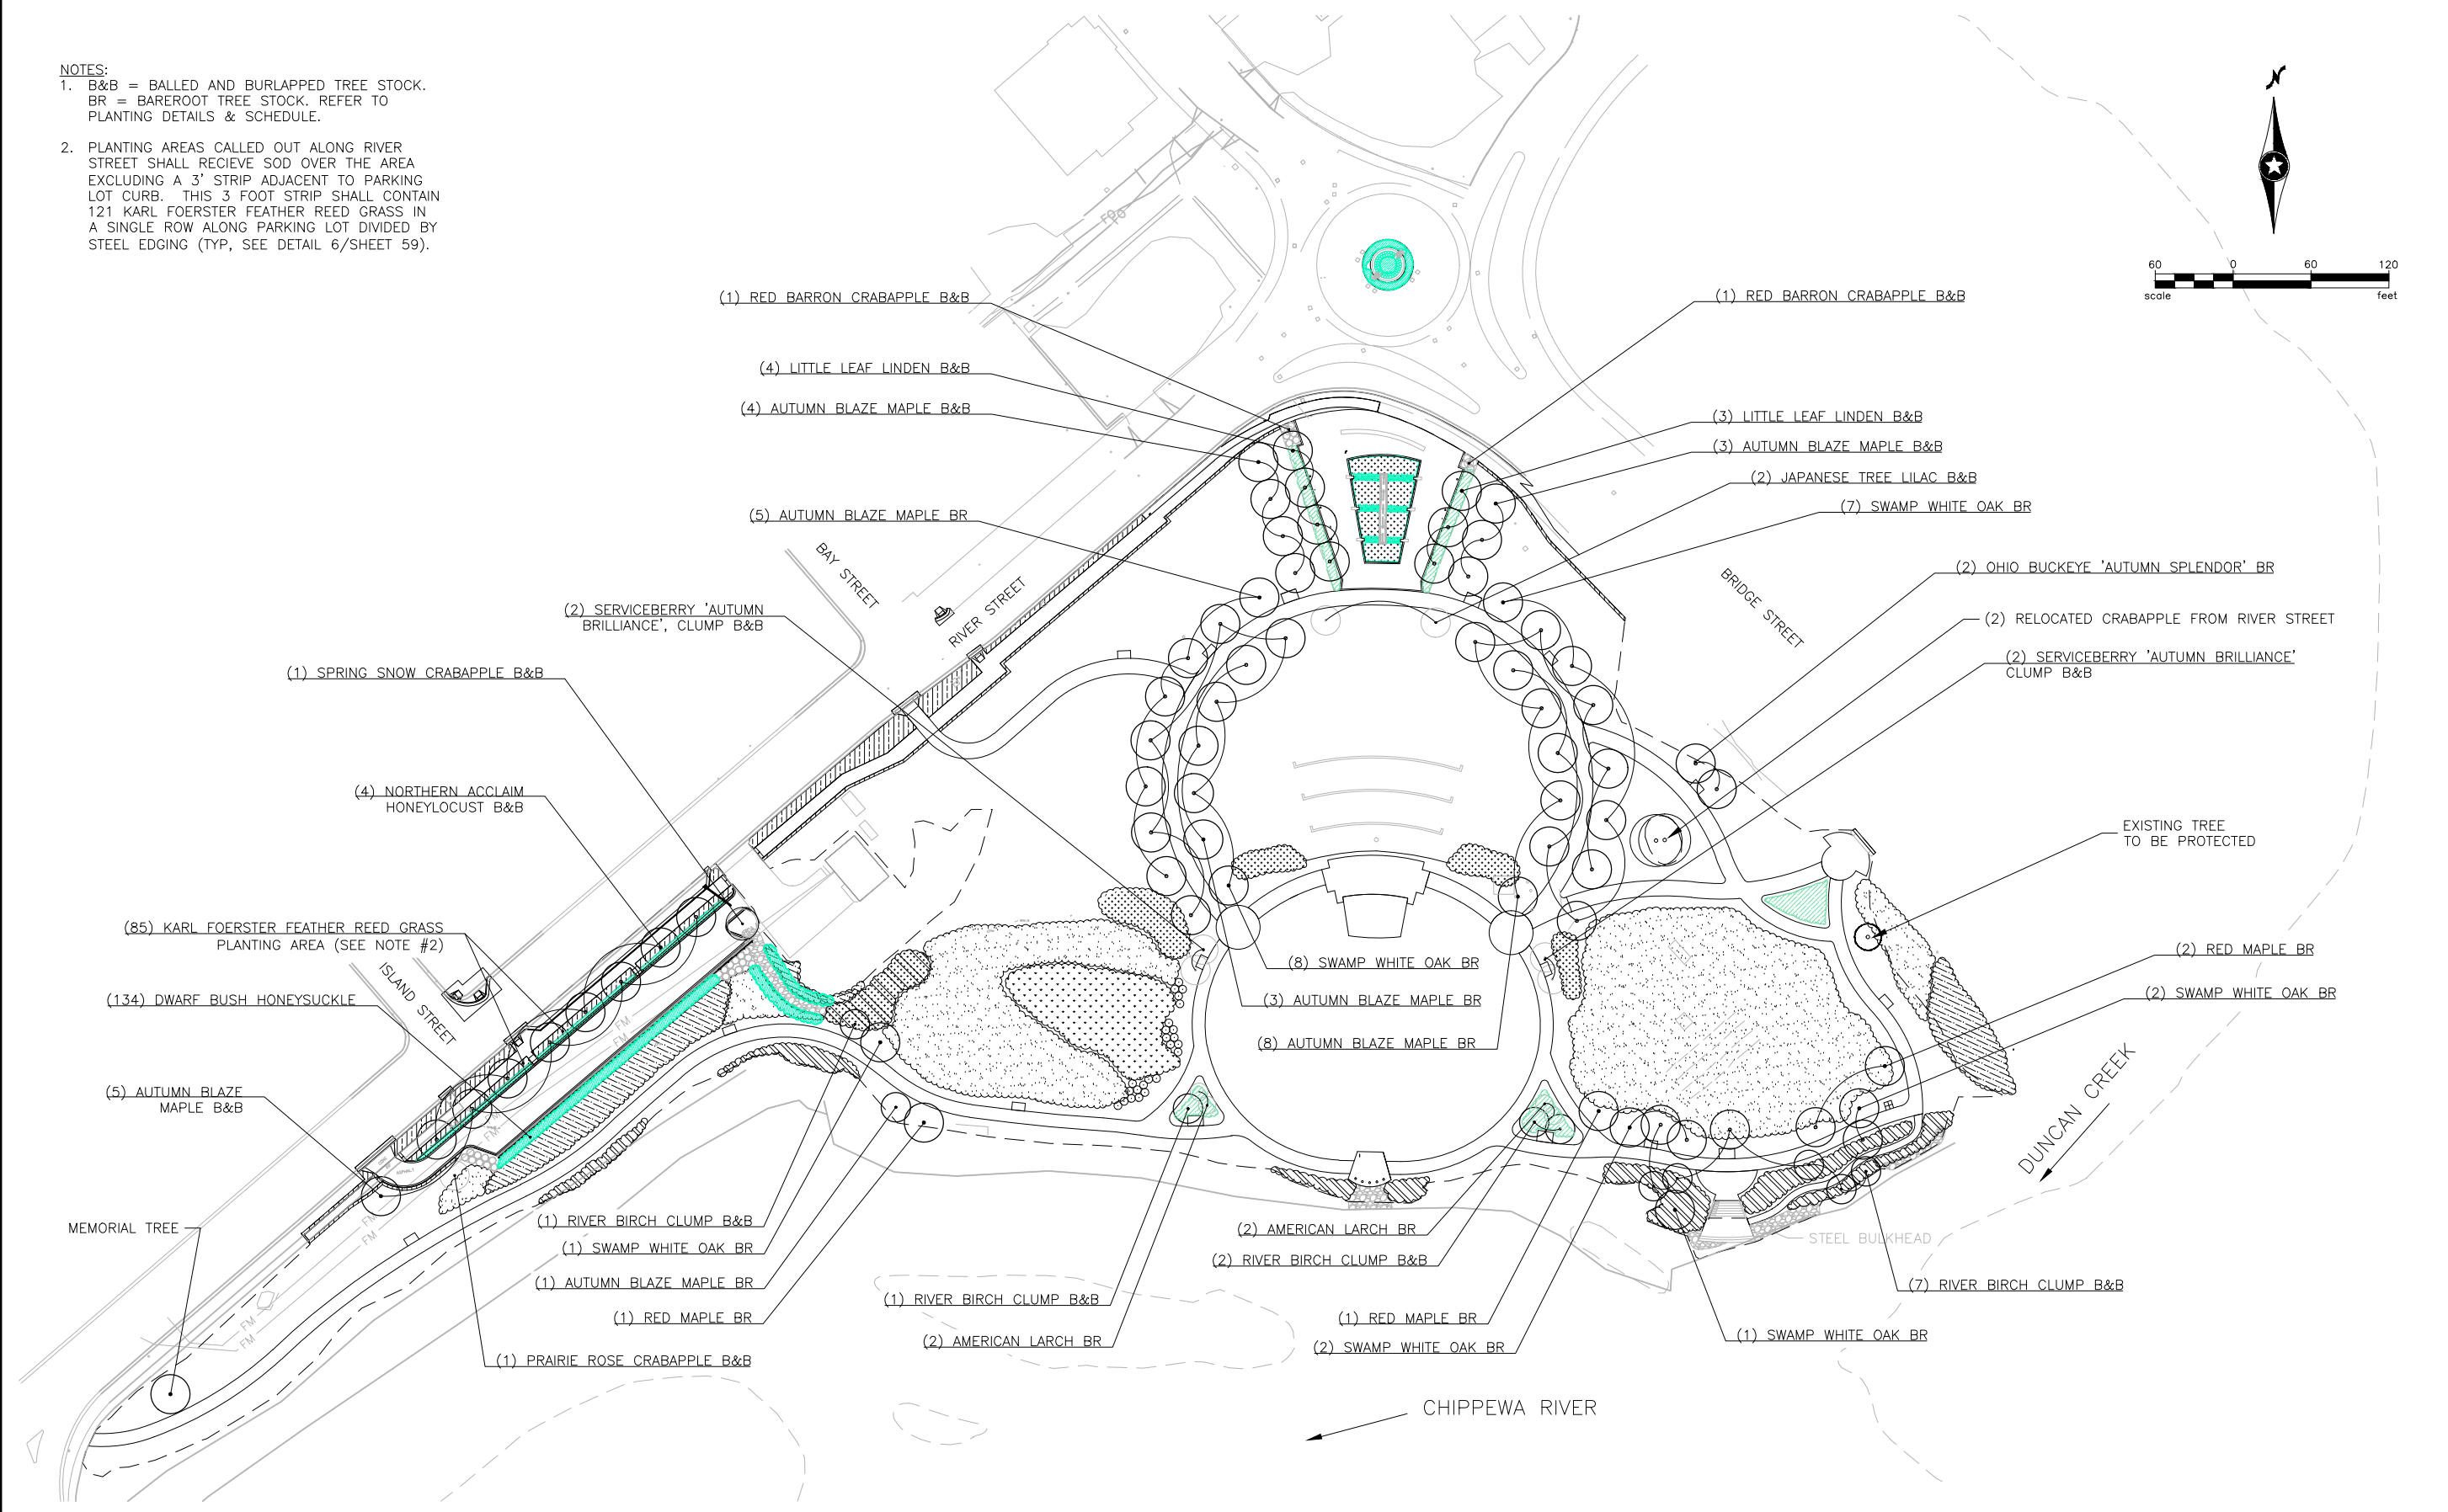 NOTES:
1. B&B = BALLED AND BURLAPPED TREE STOCK.
BR = BAREROOT TREE STOCK. REFER TO
PLANTING DETAILS & SCHEDULE.
2. PLANTING AREAS CALLED OUT ALONG RIVER
STREET SHALL RECIEVE SOD OVER THE AREA
EXCLUDING A 3' STRIP ADJACENT TO PARKING
LOT CURB. THIS 3 FOOT STRIP SHALL CONTAIN
121 KARL FOERSTER FEATHER REED GRASS IN
A SINGLE ROW ALONG PARKING LOT DIVIDED BY
STEEL EDGING (TYP, SEE DETAIL 6/SHEET 59).
N
60 0 60 120
scale feet
(1) RED BARRON CRABAPPLE B&B
(4) LITTLE LEAF LINDEN B&B
(4) AUTUMN BLAZE MAPLE B&B
(5) AUTUMN BLAZE MAPLE BR
(1) RED BARRON CRABAPPLE B&B
(3) LITTLE LEAF LINDEN B&B
(3) AUTUMN BLAZE MAPLE B&B
(2) JAPANESE TREE LILAC B&B
(7) SWAMP WHITE OAK BR
(2) OHIO BUCKEYE 'AUTUMN SPLENDOR' BR
(2) RELOCATED CRABAPPLE FROM RIVER STREET
(2) SERVICEBERRY 'AUTUMN BRILLIANCE'
CLUMP B&B
BAY STREET
RIVER STREET
BRIDGE STREET
(2) SERVICEBERRY 'AUTUMN
BRILLIANCE', CLUMP B&B
(1) SPRING SNOW CRABAPPLE B&B
(4) NORTHERN ACCLAIM
HONEYLOCUST B&B
(85) KARL FOERSTER FEATHER REED GRASS
PLANTING AREA (SEE NOTE #2)
ISLAND STREET
(134) DWARF BUSH HONEYSUCKLE
(5) AUTUMN BLAZE
MAPLE B&B
MEMORIAL TREE
EXISTING TREE
TO BE PROTECTED
(2) RED MAPLE BR
(2) SWAMP WHITE OAK BR
(8) SWAMP WHITE OAK BR
(3) AUTUMN BLAZE MAPLE BR
(8) AUTUMN BLAZE MAPLE BR
DUNCAN CREEK
FM
FM
FM
FM
FM
FM
FM
FM
(1) RIVER BIRCH CLUMP B&B
(1) SWAMP WHITE OAK BR
(1) AUTUMN BLAZE MAPLE BR
(1) RED MAPLE BR
(1) PRAIRIE ROSE CRABAPPLE B&B
(1) RIVER BIRCH CLUMP B&B
(2) AMERICAN LARCH BR
(2) AMERICAN LARCH BR
(2) RIVER BIRCH CLUMP B&B
(1) RED MAPLE BR
(2) SWAMP WHITE OAK BR
STEEL BULKHEAD
(7) RIVER BIRCH CLUMP B&B
(1) SWAMP WHITE OAK BR
CHIPPEWA RIVER